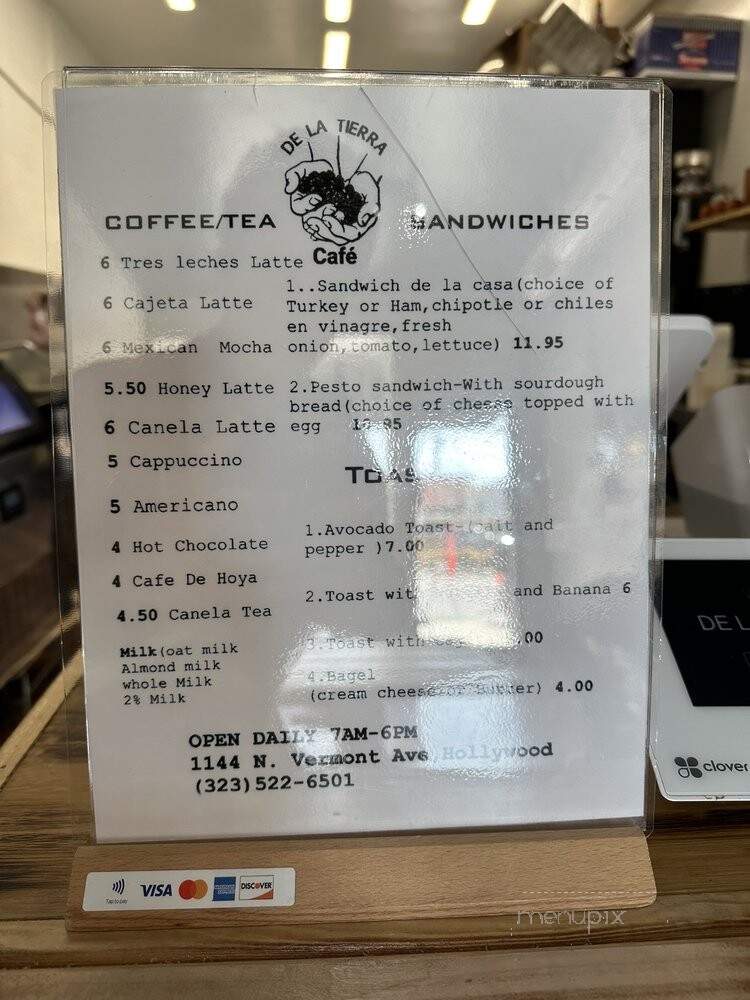 DE LA TIERRA
Café
COFFEE/TEA
6 Tres leches Latte
6 Cajeta Latte
6 Mexican Mocha
5.50 Honey Latte
6 Canela Latte
5 Cappuccino
5 Americano
4 Hot Chocolate
4 Cafe De Hoya
4.50 Canela Tea
Milk(oat milk
Almond milk
whole Milk
2% Milk
SANDWICHES
1..Sandwich de la casa(choice of
Turkey or Ham,chipotle or chiles
en vinagre,fresh
onion,tomato,lettuce) 11.95
2.Pesto sandwich-With sourdough
bread(choice of cheese topped with
egg
1.Avocado Toast-(salt and
pepper )7.00
2.Toast and Banana 6
3.Toast with
4.Bagel
(cream cheese or Butter) 4.00
OPEN DAILY 7AM-6PM
1144 N. Vermont Ave,Hollywood
(323)522-6501
Tap to pay
VISA
DISCOVER
DE L
clover
menupix